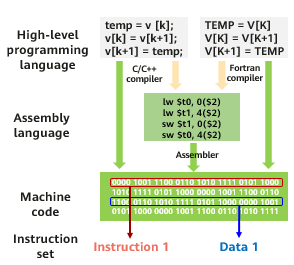 High-level
programming
language
temp = v [k];
v[k] = v[k+1];
v[k+1] = temp;
TEMP = V[K]
V[K] = V[K+1]
V[K+1] = TEMP
C/C++
compiler
Fortran
compiler
Assembly
language
lw $t0, 0($2)
lw $t1, 4($2)
sw $t1, 0($2)
sw $t0, 4($2)
Assembler
Machine
code
0000 1001 1100 0110 1010 1111 0101 1000
1010 1111 0101 1000 0000 1001 1100 0110
1100 0110 1010 1111 0101 1000 0000 1001
0101 1000 0000 1001 1100 0110 1010 1111
Instruction
set
Instruction 1
Data 1